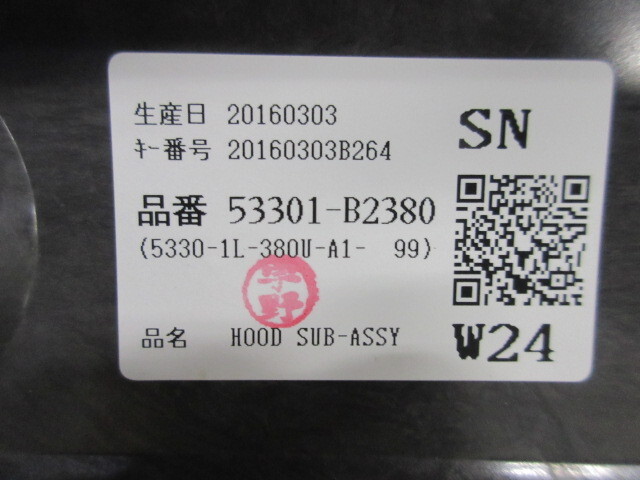 生産日 20160303
ｷｰ番号 20160303B264
SN
品番 53301-B2380
(5330-1L-380U-A1-  99)
野
品名 HOOD SUB-ASSY
W24